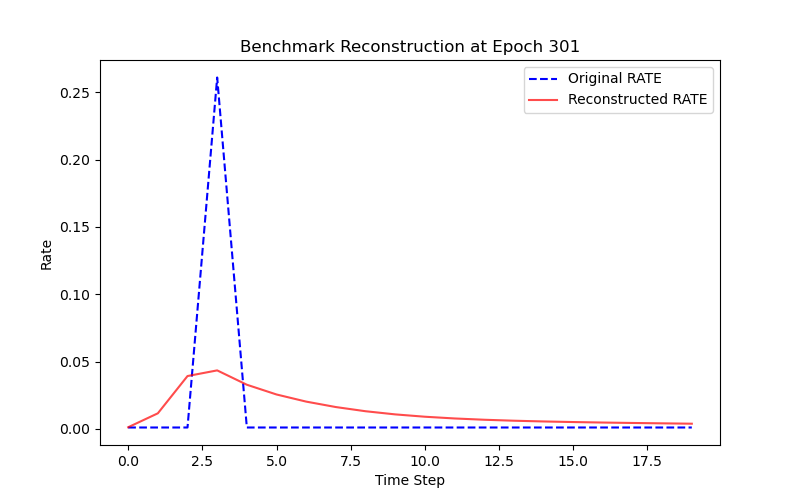 Benchmark Reconstruction at Epoch 301
Original RATE
Reconstructed RATE
Rate
0.25
0.20
0.15
0.10
0.05
0.00
0.0 2.5 5.0 7.5 10.0 12.5 15.0 17.5
Time Step